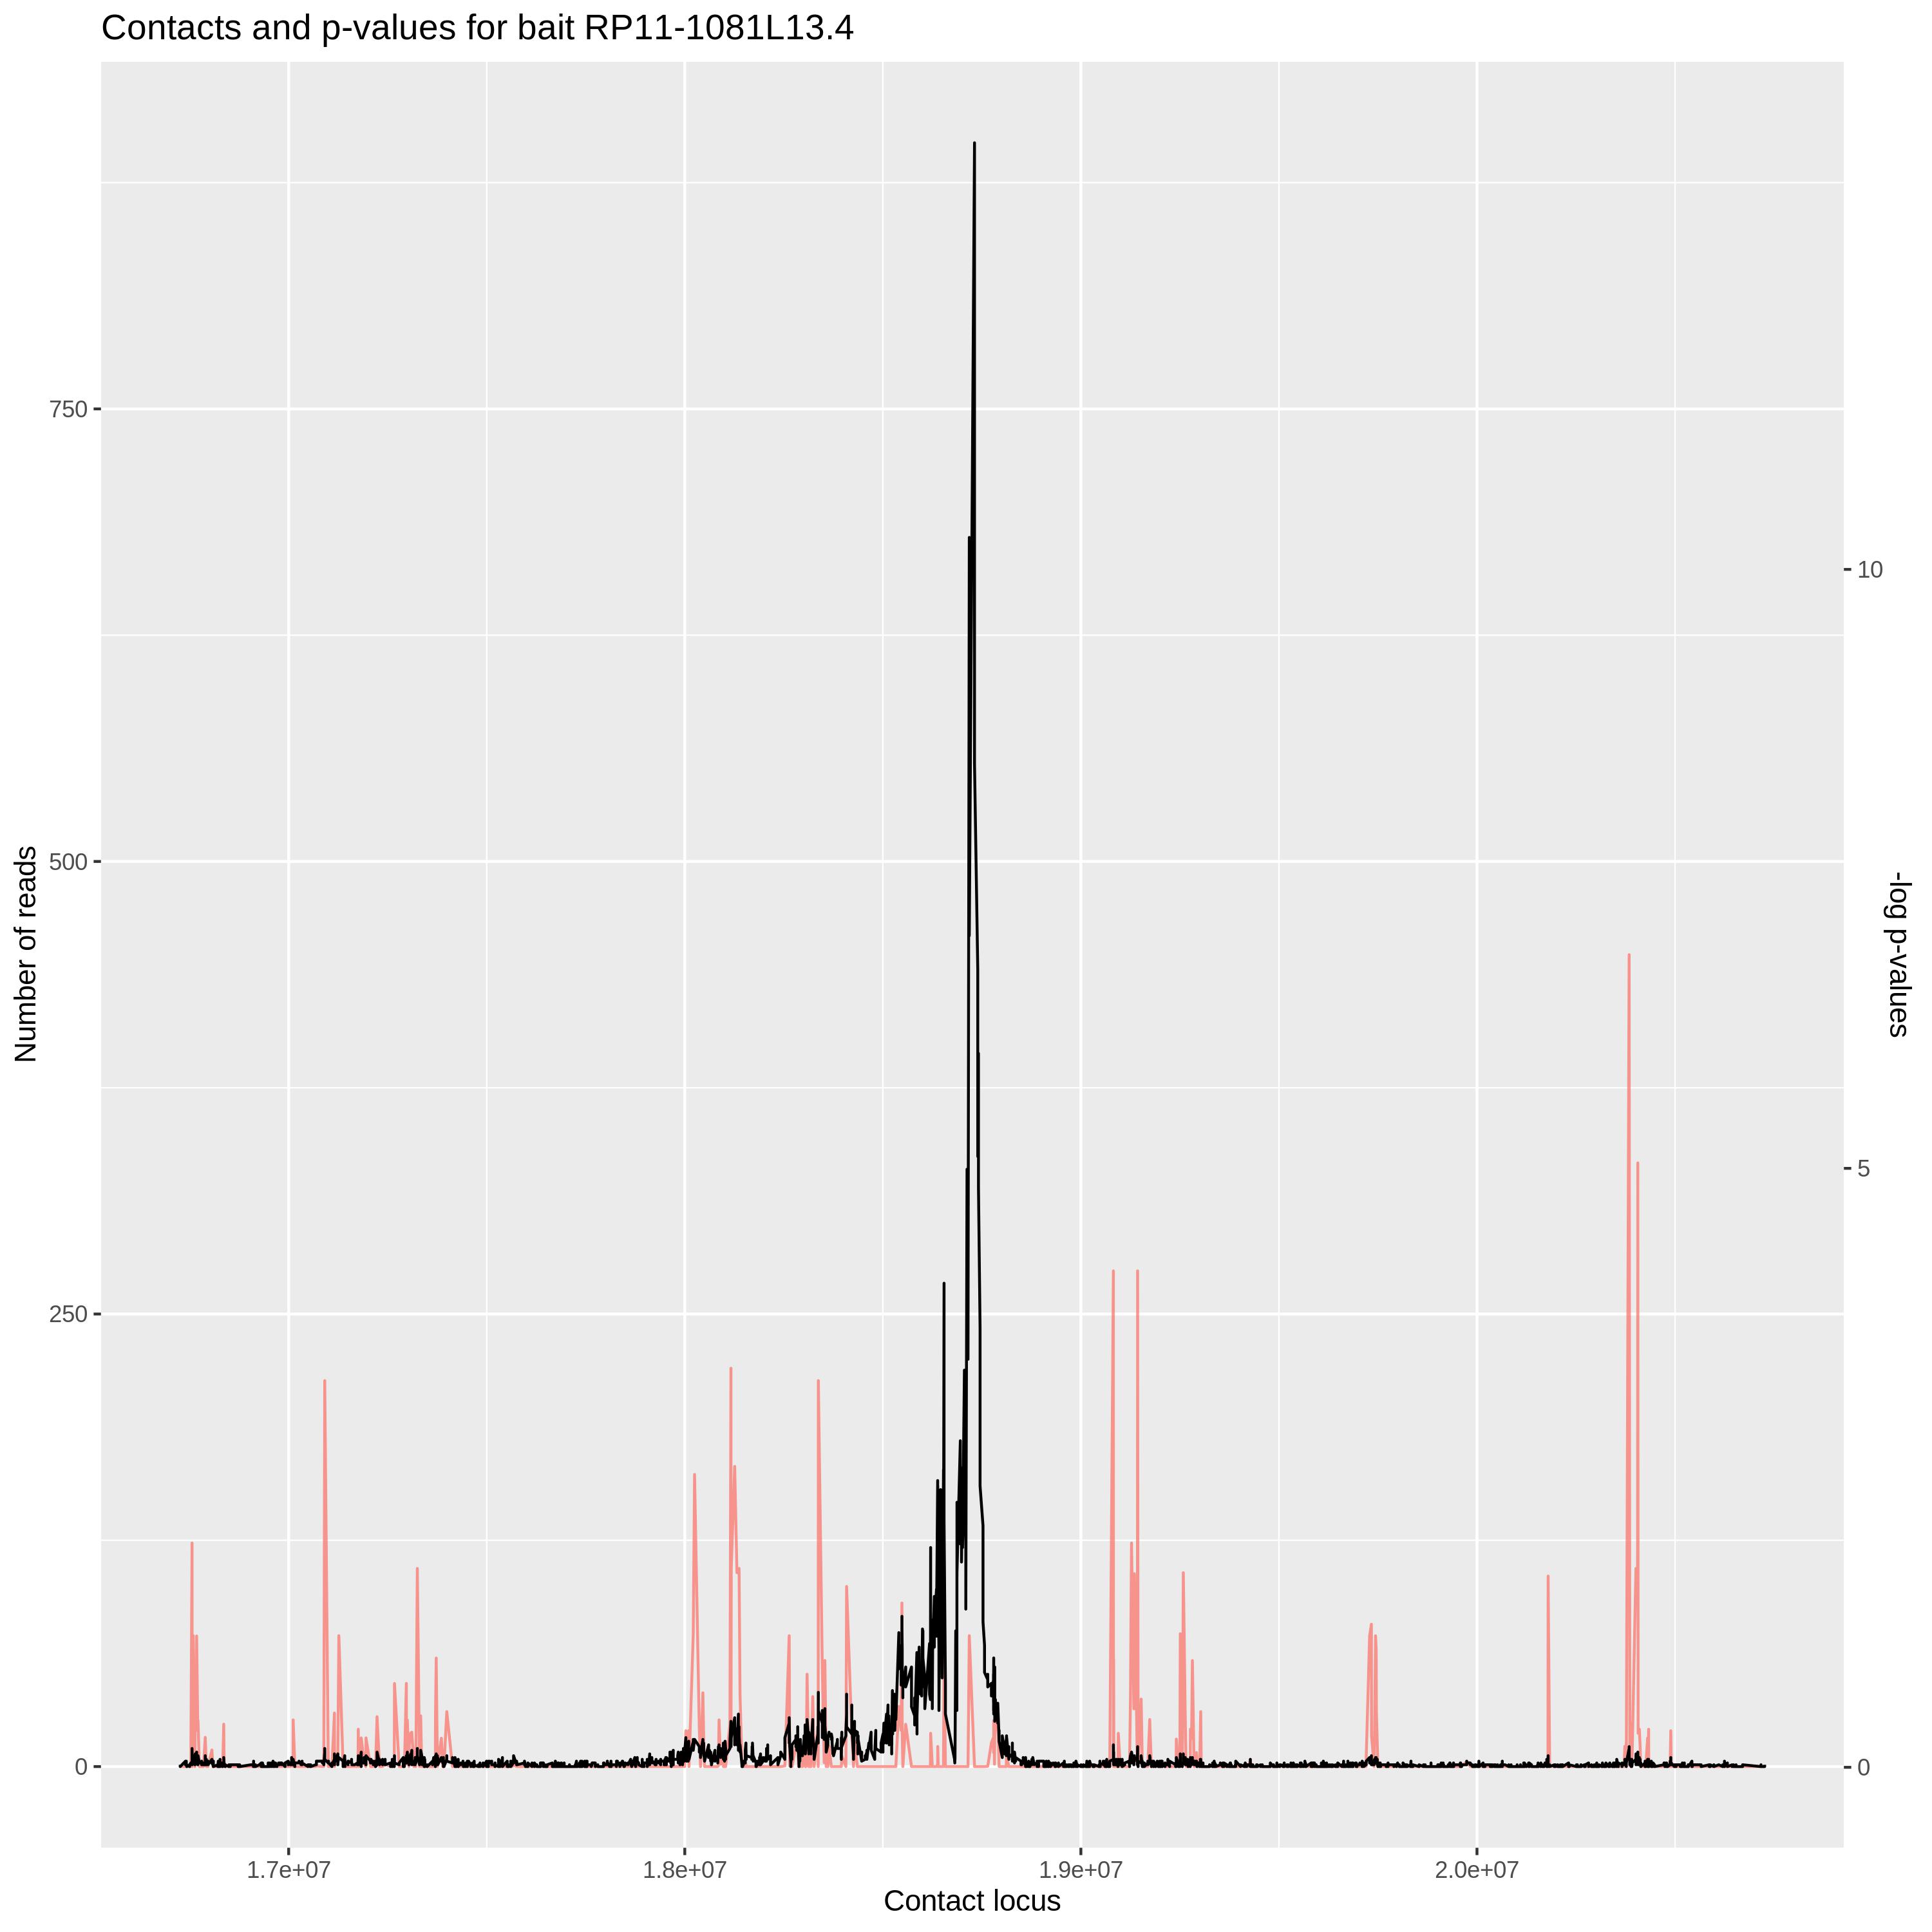 Contacts and p-values for bait RP11-1081L13.4
750
500
250
0
Number of reads
10
5
0
-log p-values
1.7e+07
1.8e+07
1.9e+07
2.0e+07
Contact locus